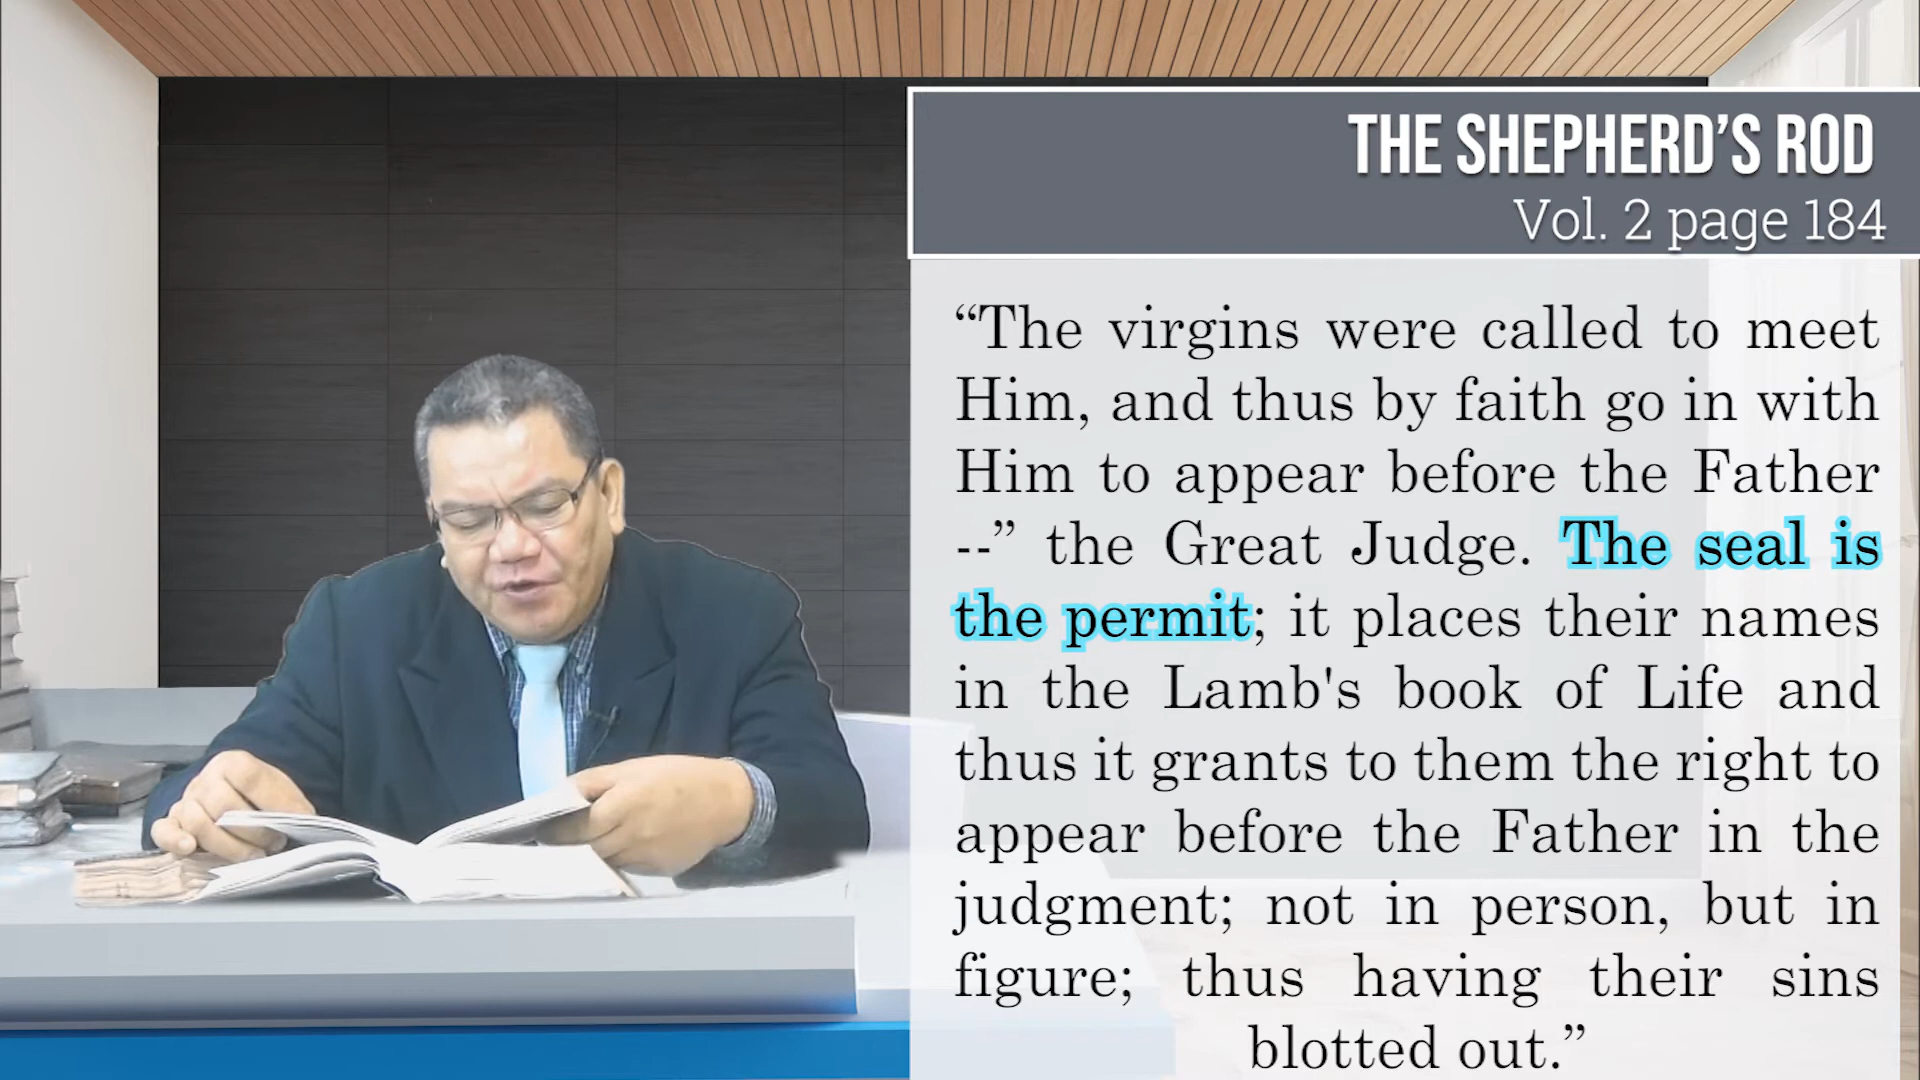 THE SHEPHERD’S ROD
Vol. 2 page 184
“The virgins were called to meet
Him, and thus by faith go in with
Him to appear before the Father
--” the Great Judge. The seal is
the permit; it places their names
in the Lamb's book of Life and
thus it grants to them the right to
appear before the Father in the
judgment; not in person, but in
figure; thus having their sins
blotted out.”